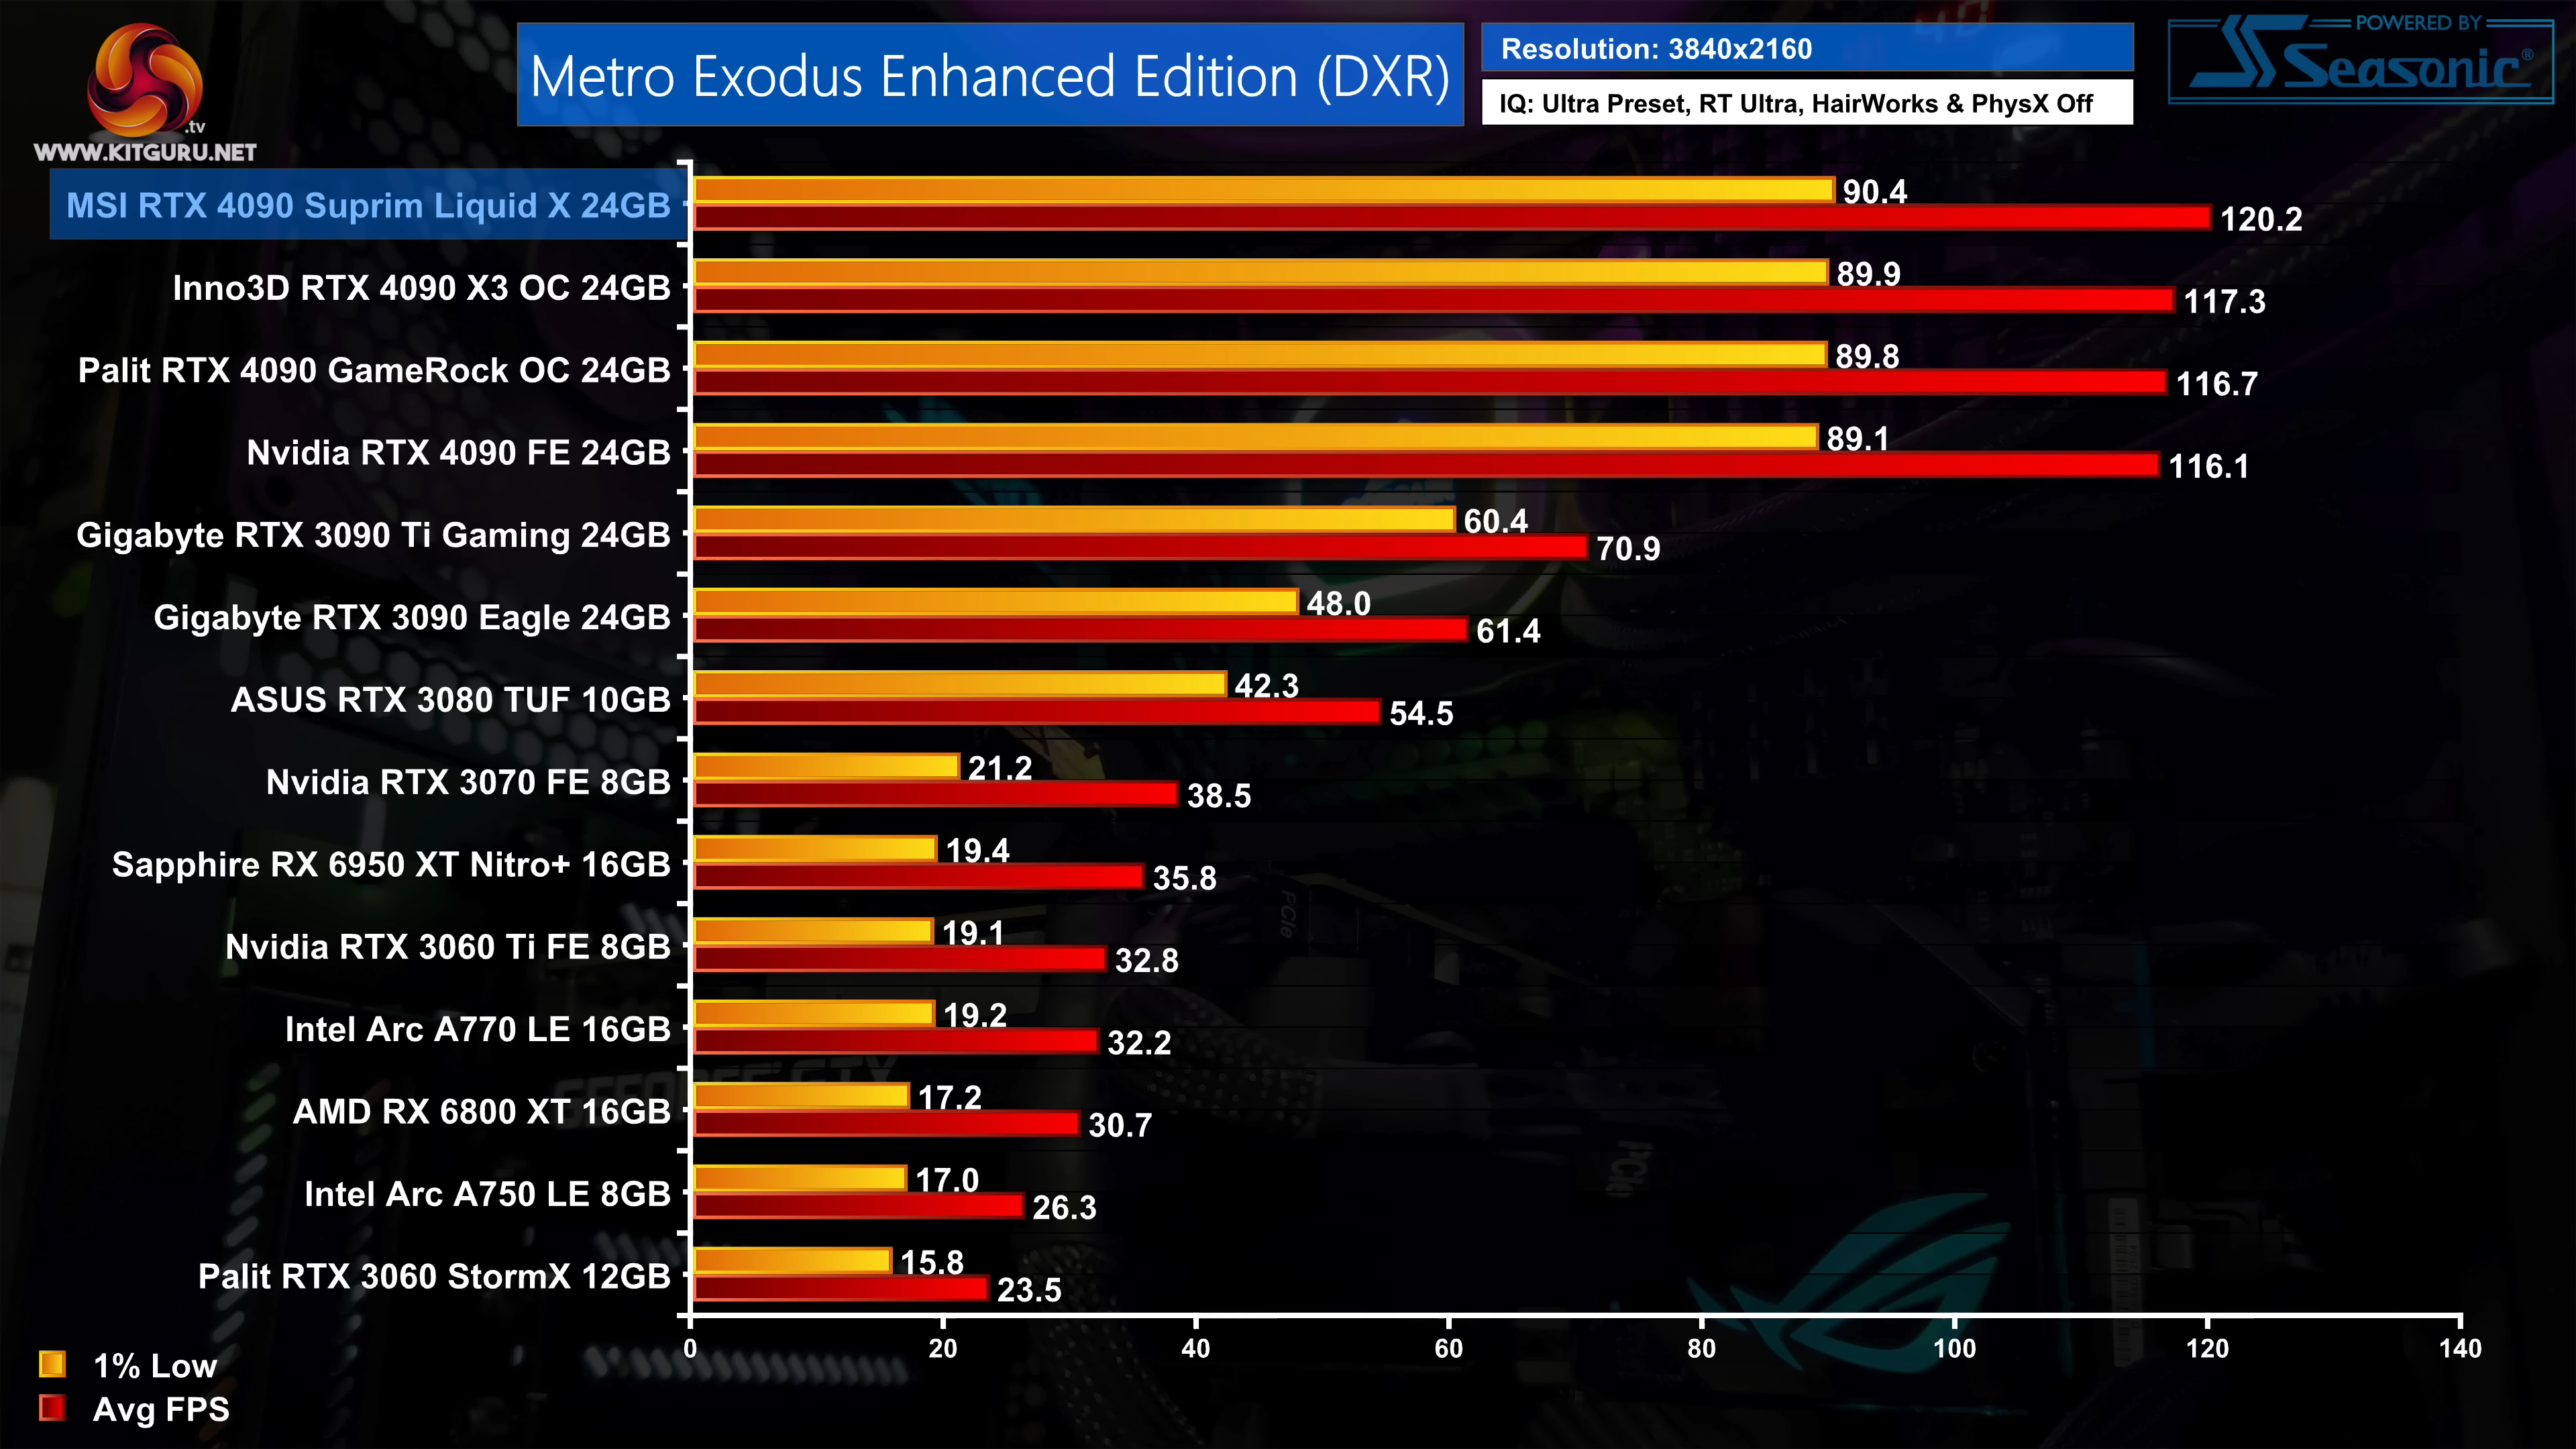 .tv
WWW.KITGURU.NET
Metro Exodus Enhanced Edition (DXR)
Resolution: 3840x2160
IQ: Ultra Preset, RT Ultra, HairWorks & PhysX Off
POWERED BY
Seasonic®
MSI RTX 4090 Suprim Liquid X 24GB
90.4
120.2
Inno3D RTX 4090 X3 OC 24GB
89.9
117.3
Palit RTX 4090 GameRock OC 24GB
89.8
116.7
Nvidia RTX 4090 FE 24GB
89.1
116.1
Gigabyte RTX 3090 Ti Gaming 24GB
60.4
70.9
Gigabyte RTX 3090 Eagle 24GB
48.0
61.4
ASUS RTX 3080 TUF 10GB
42.3
54.5
Nvidia RTX 3070 FE 8GB
21.2
38.5
Sapphire RX 6950 XT Nitro+ 16GB
19.4
35.8
Nvidia RTX 3060 Ti FE 8GB
19.1
32.8
Intel Arc A770 LE 16GB
19.2
32.2
AMD RX 6800 XT 16GB
17.2
30.7
Intel Arc A750 LE 8GB
17.0
26.3
Palit RTX 3060 StormX 12GB
15.8
23.5
0 20 40 60 80 100 120 140
1% Low
Avg FPS
PCIe
PCIe
GEFORCE GTX